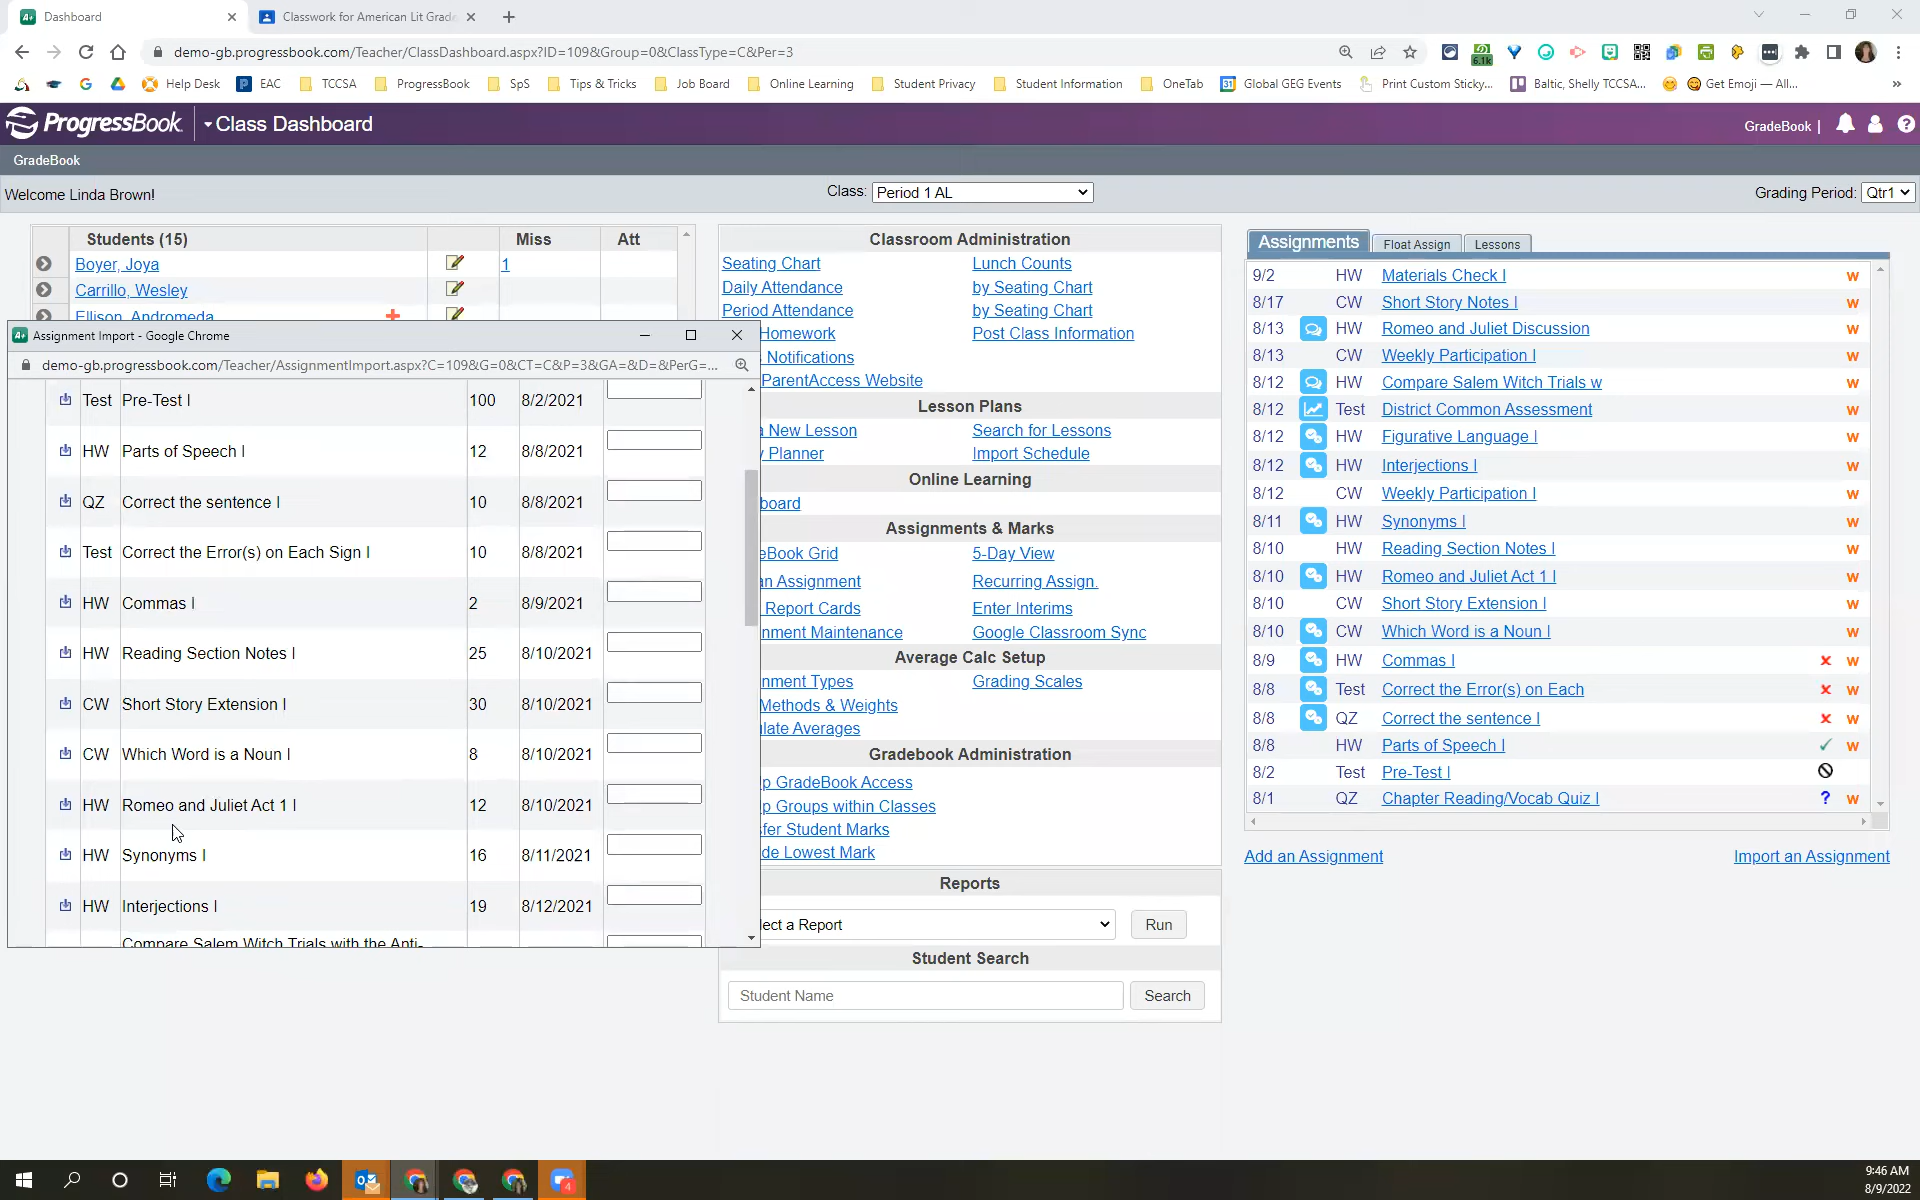 Dashboard
Classwork for American Lit Grade
demo-gb.progressbook.com/Teacher/ClassDashboard.aspx?ID=109&Group=0&ClassType=C&Per=3
6.1k
Help Desk
EAC
TCCSA
ProgressBook
SpS
Tips & Tricks
Job Board
Online Learning
Student Privacy
Student Information
OneTab
Global GEG Events
Print Custom Sticky...
Baltic, Shelly TCCSA...
Get Emoji — All...
ProgressBook
Class Dashboard
GradeBook |
GradeBook
Welcome Linda Brown!
Class: Period 1 AL
Grading Period: Qtr1
Students (15) Miss Att
Boyer, Joya 1
Carrillo, Wesley
Ellison, Andromeda
Assignment Import - Google Chrome
demo-gb.progressbook.com/Teacher/AssignmentImport.aspx?C=109&G=0&CT=C&P=3&GA=&D=&PerG=...
Test Pre-Test I 100 8/2/2021
HW Parts of Speech I 12 8/8/2021
QZ Correct the sentence I 10 8/8/2021
Test Correct the Error(s) on Each Sign I 10 8/8/2021
HW Commas I 2 8/9/2021
HW Reading Section Notes I 25 8/10/2021
CW Short Story Extension I 30 8/10/2021
CW Which Word is a Noun I 8 8/10/2021
HW Romeo and Juliet Act 1 I 12 8/10/2021
HW Synonyms I 16 8/11/2021
HW Interjections I 19 8/12/2021
Compare Salem Witch Trials with the Anti-
Classroom Administration
Seating Chart Lunch Counts
Daily Attendance by Seating Chart
Period Attendance by Seating Chart
Homework Post Class Information
Notifications
ParentAccess Website
Lesson Plans
New Lesson Search for Lessons
Planner Import Schedule
Online Learning
board
Assignments & Marks
eBook Grid 5-Day View
an Assignment Recurring Assign.
Report Cards Enter Interims
nment Maintenance Google Classroom Sync
Average Calc Setup
nment Types Grading Scales
Methods & Weights
ulate Averages
Gradebook Administration
p GradeBook Access
p Groups within Classes
sfer Student Marks
de Lowest Mark
Reports
lect a Report Run
Student Search
Student Name Search
Assignments Float Assign Lessons
9/2 HW Materials Check I w
8/17 CW Short Story Notes I w
8/13 HW Romeo and Juliet Discussion w
8/13 CW Weekly Participation I w
8/12 HW Compare Salem Witch Trials w w
8/12 Test District Common Assessment w
8/12 HW Figurative Language I w
8/12 HW Interjections I w
8/12 CW Weekly Participation I w
8/11 HW Synonyms I w
8/10 HW Reading Section Notes I w
8/10 HW Romeo and Juliet Act 1 I w
8/10 CW Short Story Extension I w
8/10 CW Which Word is a Noun I w
8/9 HW Commas I x w
8/8 Test Correct the Error(s) on Each x w
8/8 QZ Correct the sentence I x w
8/8 HW Parts of Speech I ✓ w
8/2 Test Pre-Test I
8/1 QZ Chapter Reading/Vocab Quiz I ? w
Add an Assignment Import an Assignment
9:46 AM
8/9/2022